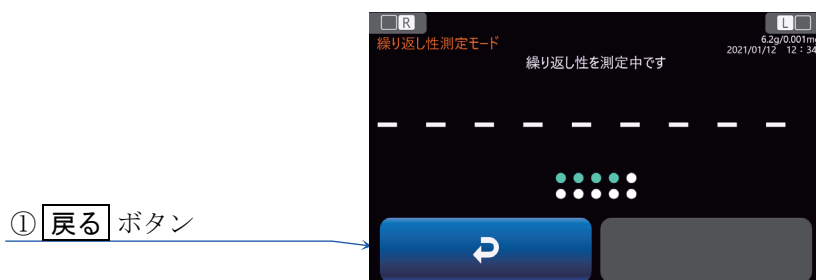 R L
繰り返し性測定モード
6.2g/0.001mg
2021/01/12 12:34
繰り返し性を測定中です
① 戻る ボタン